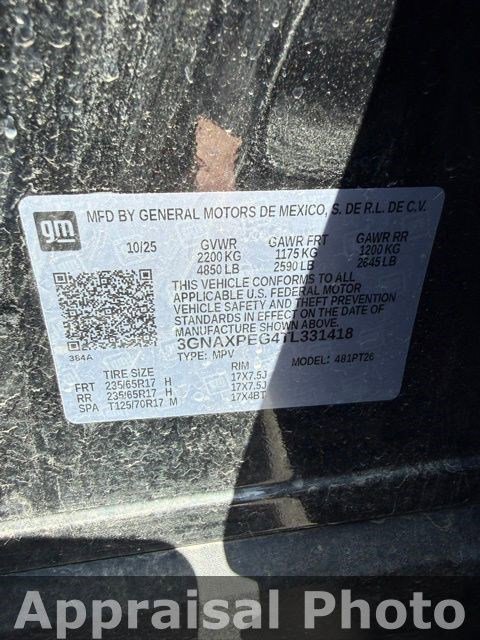 gm
MFD BY GENERAL MOTORS DE MEXICO, S. DE R.L. DE C.V.
10/25 GVWR GAWR FRT GAWR RR
2200 KG 1175 KG 1200 KG
4850 LB 2590 LB 2645 LB
THIS VEHICLE CONFORMS TO ALL
APPLICABLE U.S. FEDERAL MOTOR
VEHICLE SAFETY AND THEFT PREVENTION
STANDARDS IN EFFECT ON THE DATE OF
MANUFACTURE SHOWN ABOVE.
3GNAXPEG4TL331418
384A TYPE: MPV MODEL: 481PT26
TIRE SIZE RIM
FRT 235/65R17 H 17X7.5J
RR 235/65R17 H 17X7.5J
SPA T125/70R17 M 17X4BT
Appraisal Photo